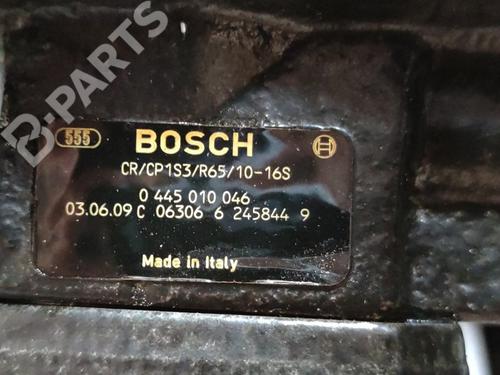 B-PARTS
555 BOSCH
CR/CP1S3/R65/10-16S
0 445 010 046
03.06.09 C 06306 6 245844 9
Made in Italy